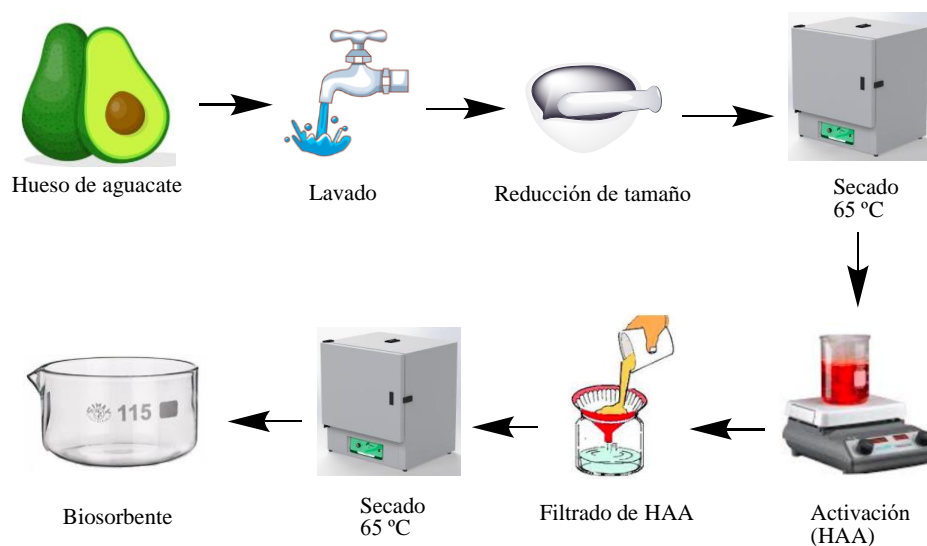 Hueso de aguacate
Lavado
Reducción de tamaño
Secado
65 ºC
Activación
(HAA)
Filtrado de HAA
Secado
65 ºC
115
Biosorbente